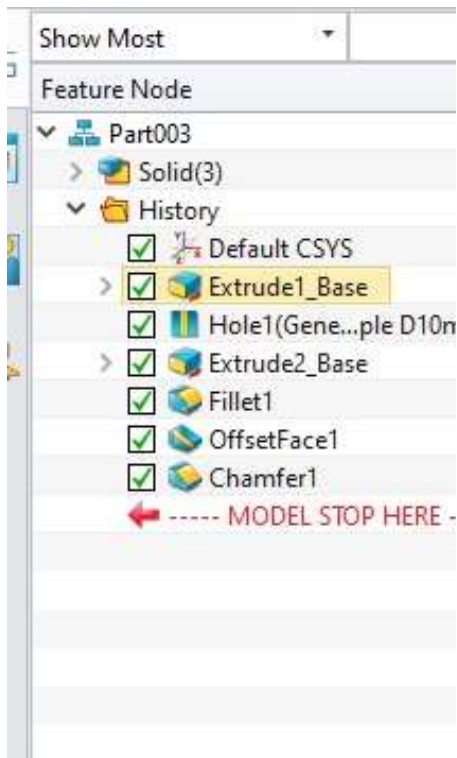 Show Most
Feature Node
Part003
Solid(3)
History
Default CSYS
Extrude1_Base
Hole1(Gene...ple D10m
Extrude2_Base
Fillet1
OffsetFace1
Chamfer1
----- MODEL STOP HERE -